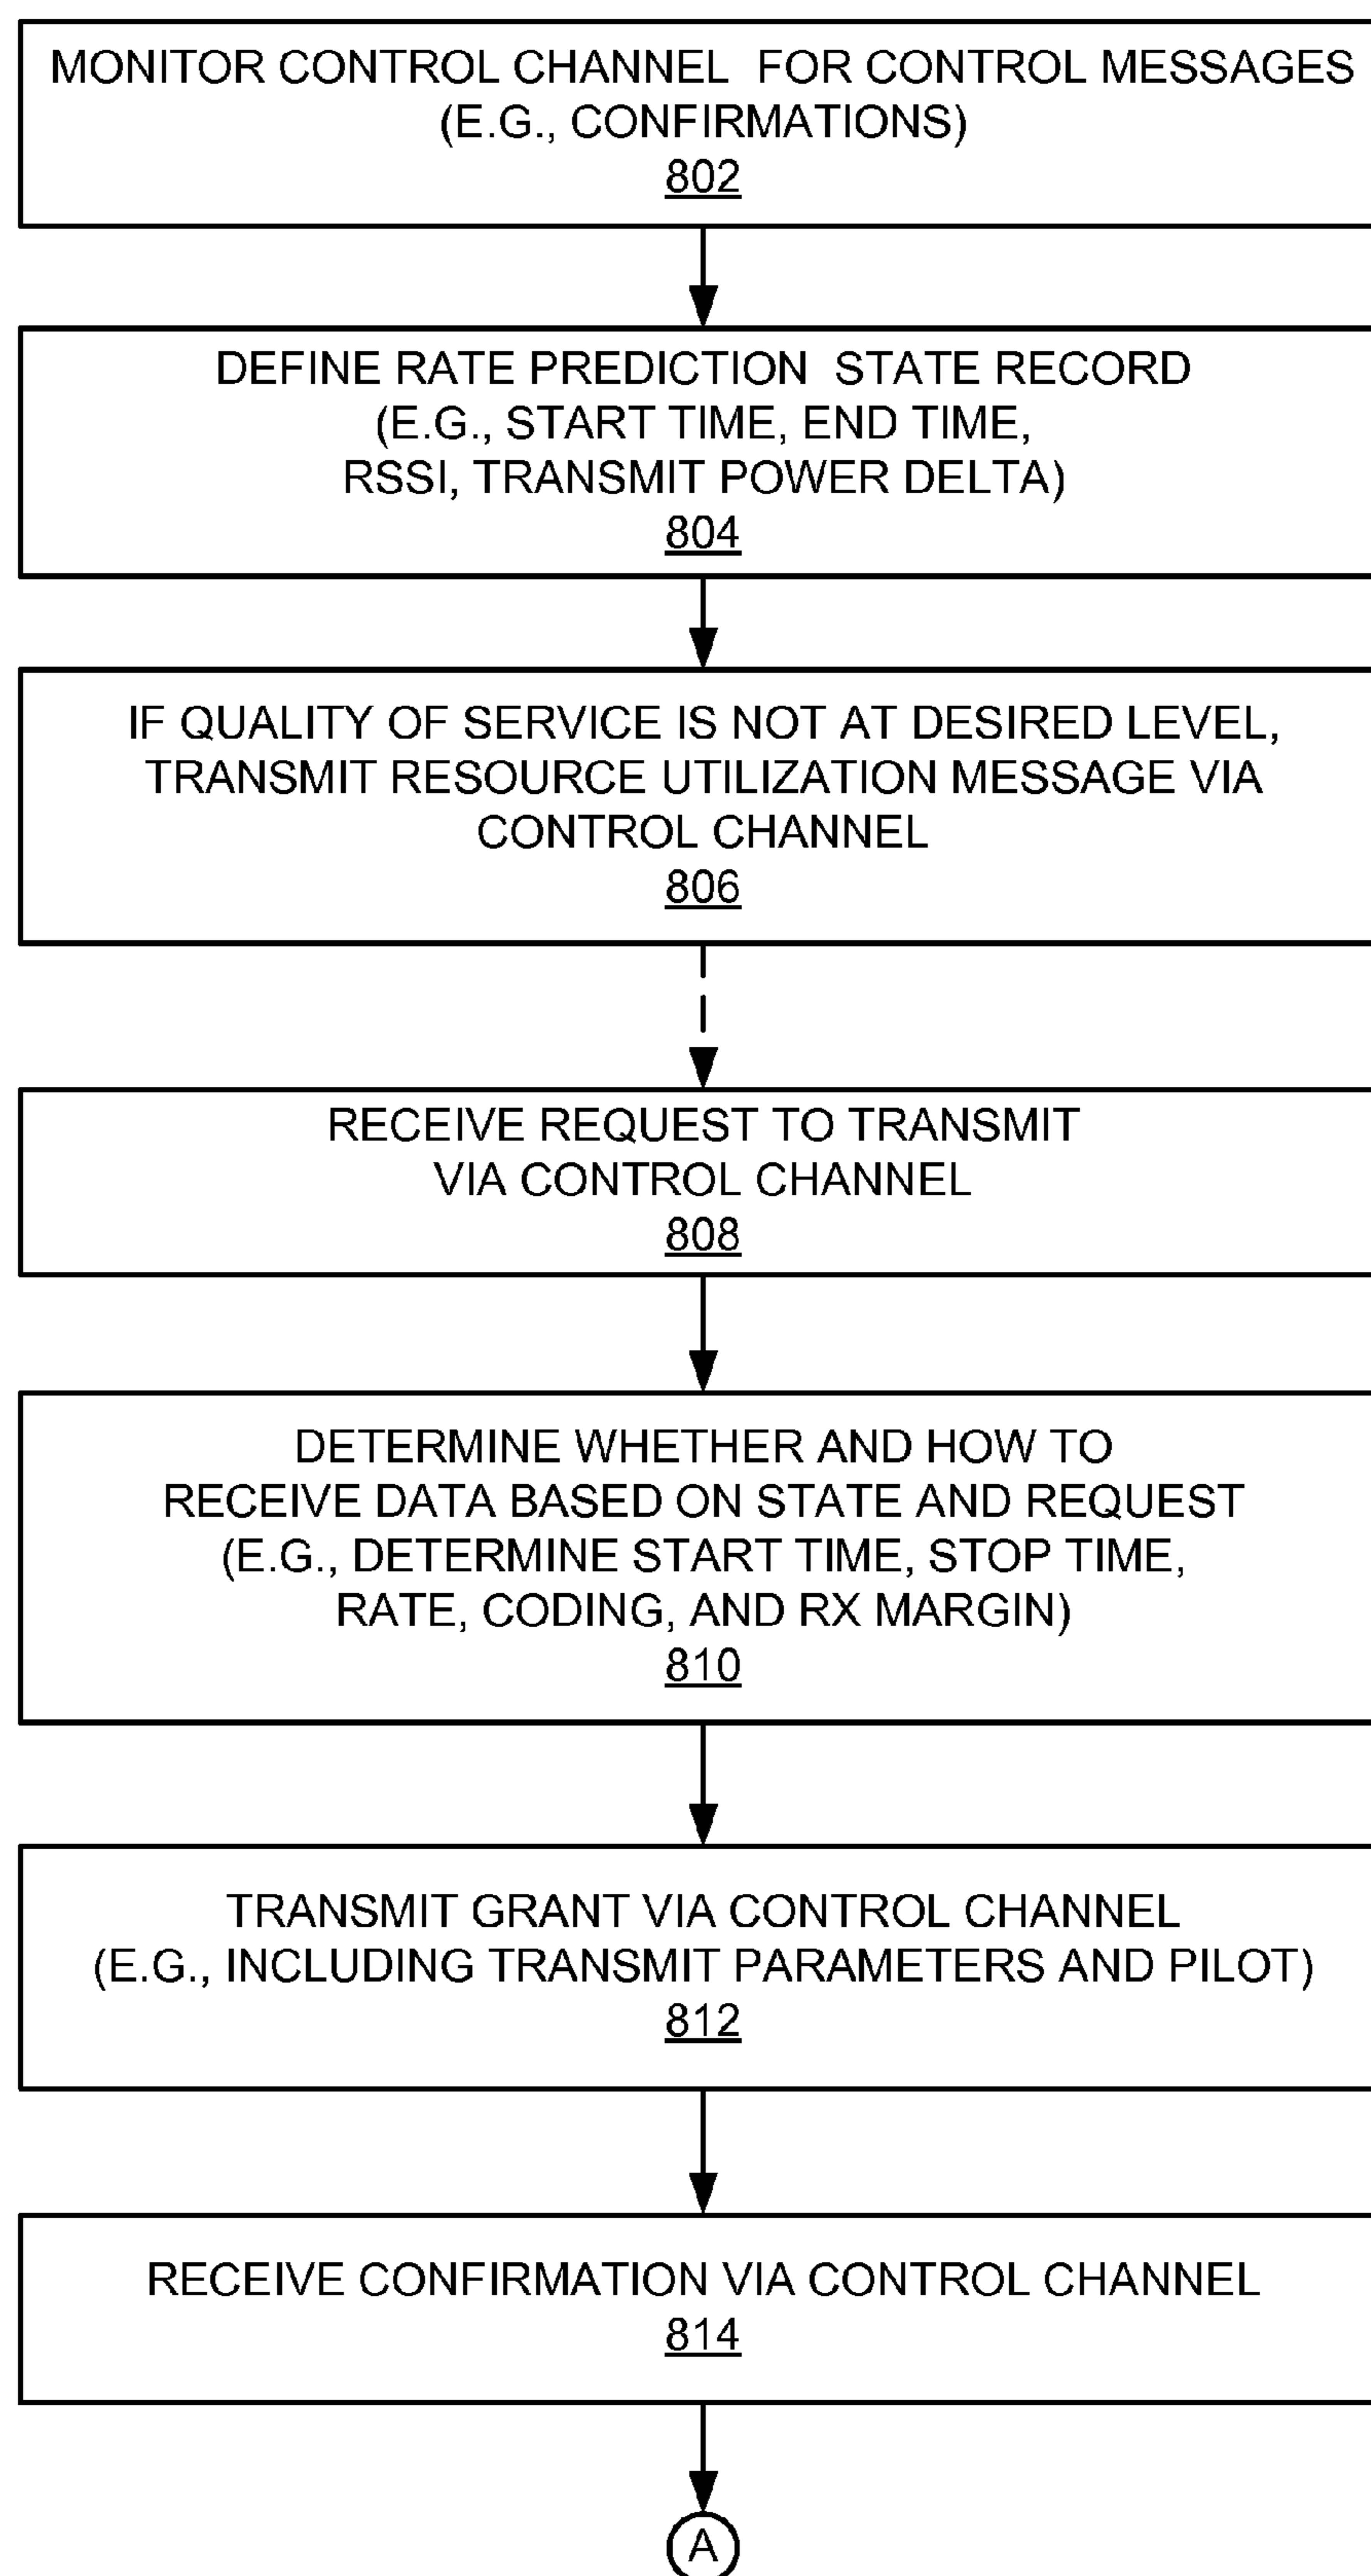 MONITOR CONTROL CHANNEL FOR CONTROL MESSAGES
(E.G., CONFIRMATIONS)
802
DEFINE RATE PREDICTION STATE RECORD
(E.G., START TIME, END TIME,
RSSI, TRANSMIT POWER DELTA)
804
IF QUALITY OF SERVICE IS NOT AT DESIRED LEVEL,
TRANSMIT RESOURCE UTILIZATION MESSAGE VIA
CONTROL CHANNEL
806
RECEIVE REQUEST TO TRANSMIT
VIA CONTROL CHANNEL
808
DETERMINE WHETHER AND HOW TO
RECEIVE DATA BASED ON STATE AND REQUEST
(E.G., DETERMINE START TIME, STOP TIME,
RATE, CODING, AND RX MARGIN)
810
TRANSMIT GRANT VIA CONTROL CHANNEL
(E.G., INCLUDING TRANSMIT PARAMETERS AND PILOT)
812
RECEIVE CONFIRMATION VIA CONTROL CHANNEL
814
A